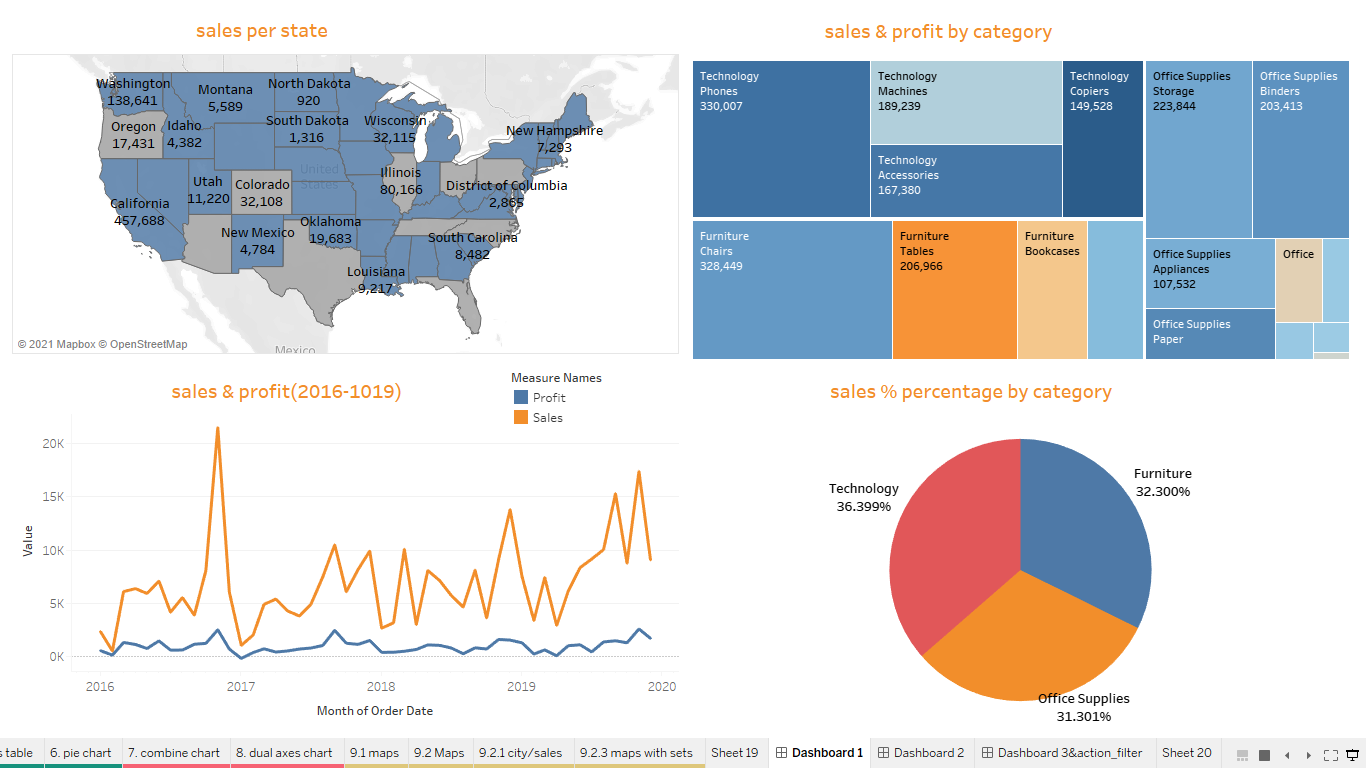 sales per state
Washington
138,641
Montana
5,589
North Dakota
920
Oregon
17,431
Idaho
4,382
South Dakota
1,316
Wisconsin
32,115
New Hampshire
7,293
United
States
Utah
11,220
Colorado
32,108
Illinois
80,166
District of Columbia
2,865
California
457,688
New Mexico
4,784
Oklahoma
19,683
South Carolina
8,482
Louisiana
9,217
Mexico
© 2021 Mapbox © OpenStreetMap
sales & profit by category
Technology
Phones
330,007
Technology
Machines
189,239
Technology
Copiers
149,528
Technology
Accessories
167,380
Office Supplies
Storage
223,844
Office Supplies
Binders
203,413
Furniture
Chairs
328,449
Furniture
Tables
206,966
Furniture
Bookcases
Office Supplies
Appliances
107,532
Office
Office Supplies
Paper
sales & profit(2016-1019)
Measure Names
Profit
Sales
20K
15K
10K
5K
0K
Value
2016 2017 2018 2019 2020
Month of Order Date
sales % percentage by category
Technology
36.399%
Furniture
32.300%
Office Supplies
31.301%
s table 6. pie chart 7. combine chart 8. dual axes chart 9.1 maps 9.2 Maps 9.2.1 city/sales 9.2.3 maps with sets Sheet 19 Dashboard 1 Dashboard 2 Dashboard 3&action_filter Sheet 20